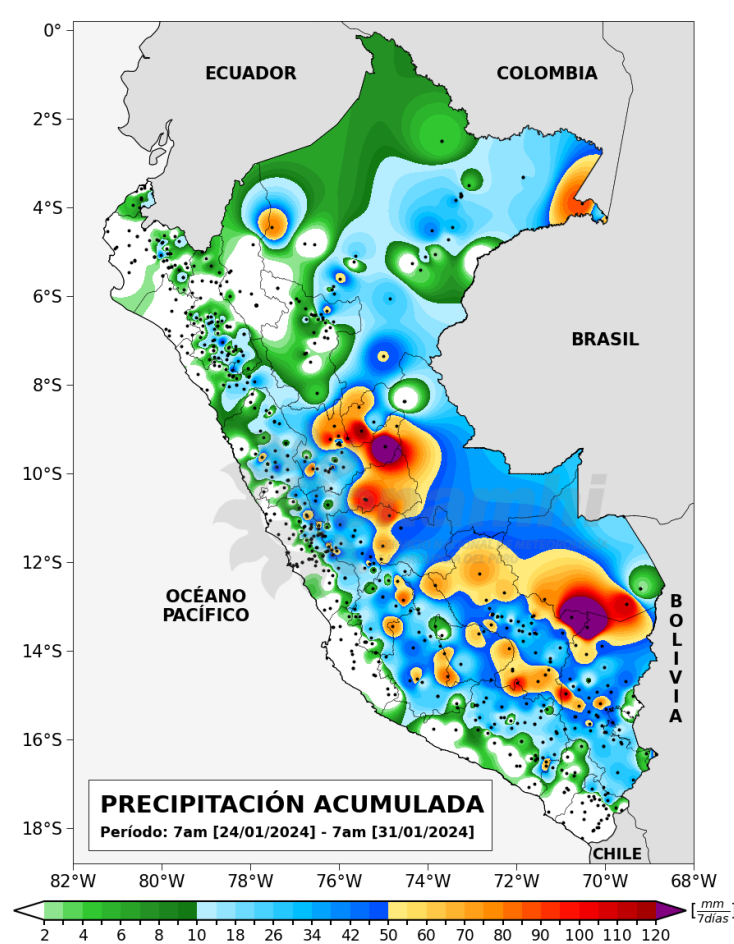 0°
2°S
4°S
6°S
8°S
10°S
12°S
14°S
16°S
18°S
ECUADOR
COLOMBIA
BRASIL
OCÉANO
PACÍFICO
B
O
L
I
V
I
A
CHILE
PRECIPITACIÓN ACUMULADA
Período: 7am [24/01/2024] - 7am [31/01/2024]
82°W 80°W 78°W 76°W 74°W 72°W 70°W 68°W
2 4 6 8 10 18 26 34 42 50 60 70 80 90 100 110 120
[mm
7días]